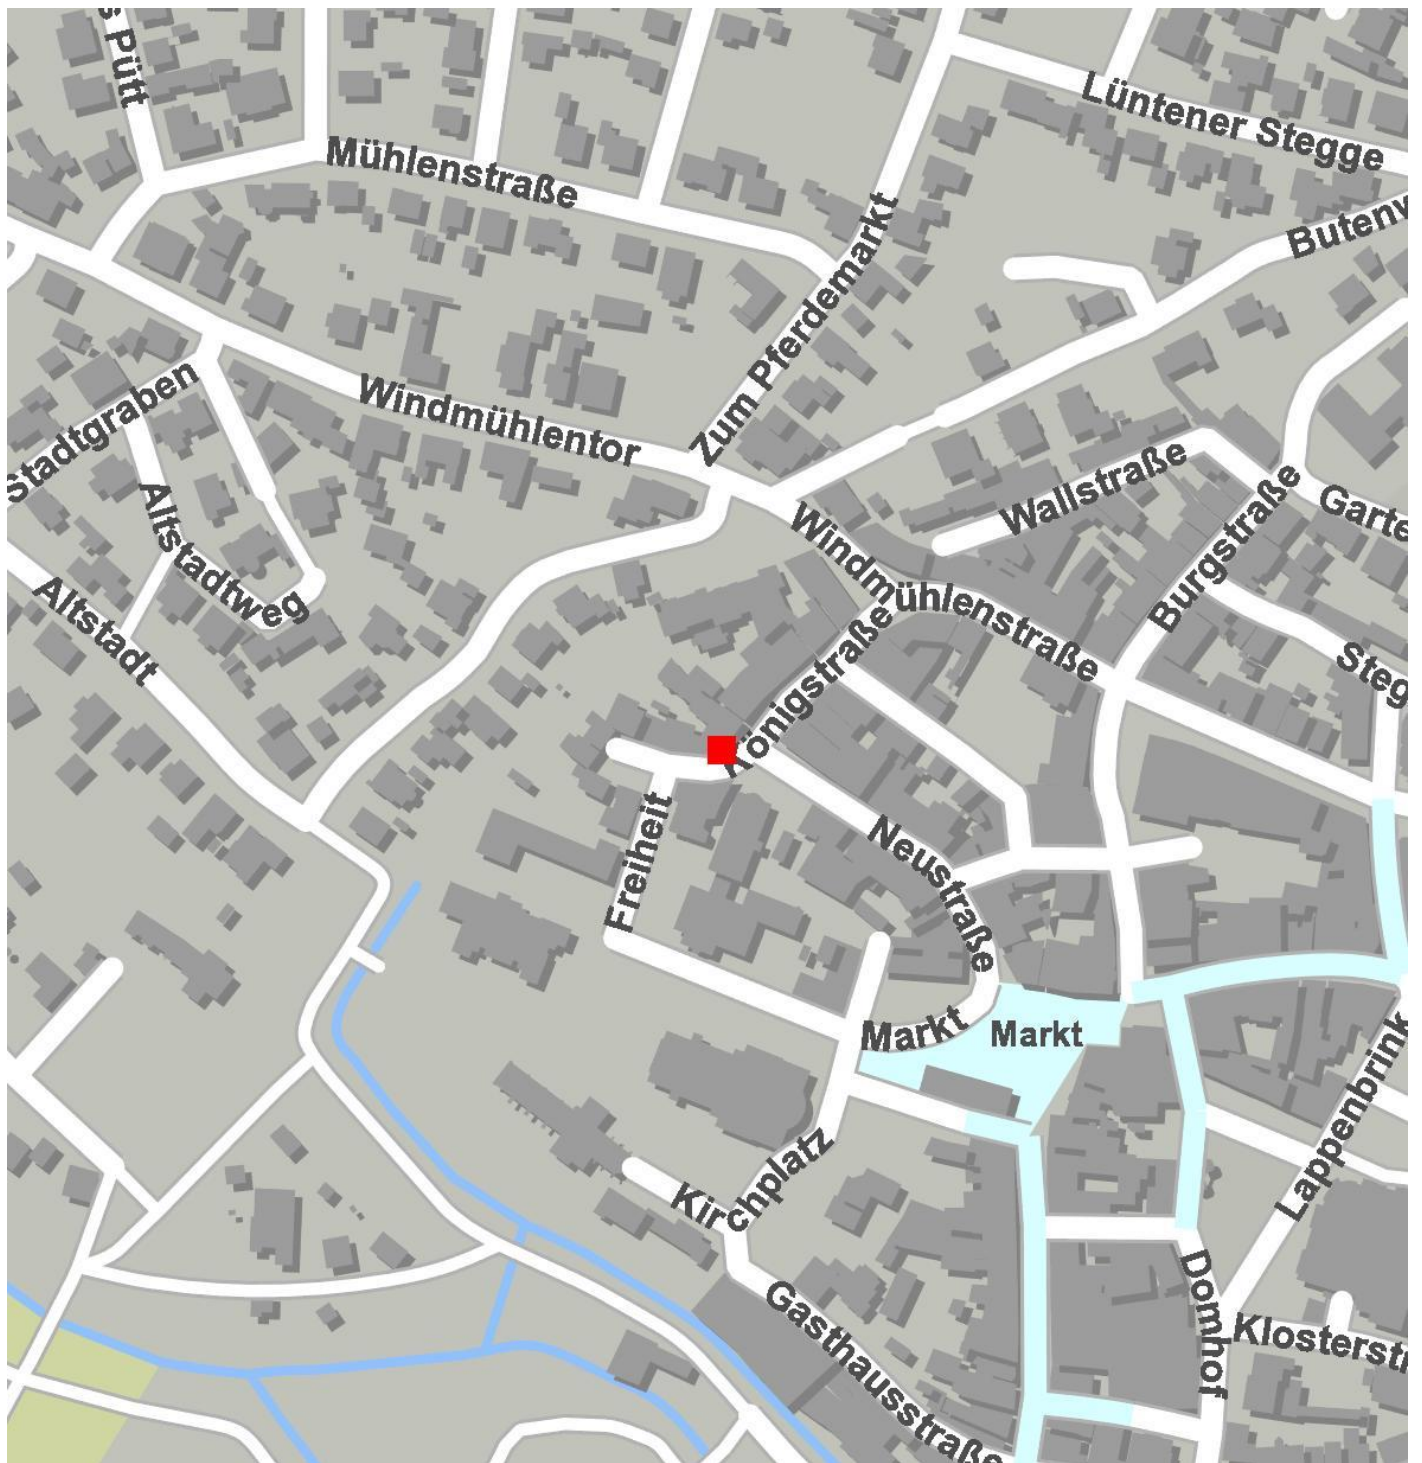 s Pütt
Lüntener Stegge
Mühlenstraße
Butenw
Zum Pferdemarkt
Windmühlentor
Stadtgraben
Wallstraße
Altstadtweg
Windmühlenstraße
Burgstraße
Garte
Altstadt
Königstraße
Steg
Freiheit
Neustraße
Markt
Markt
Lappenbrink
Kirchplatz
Gasthausstraße
Domhof
Klosterstr